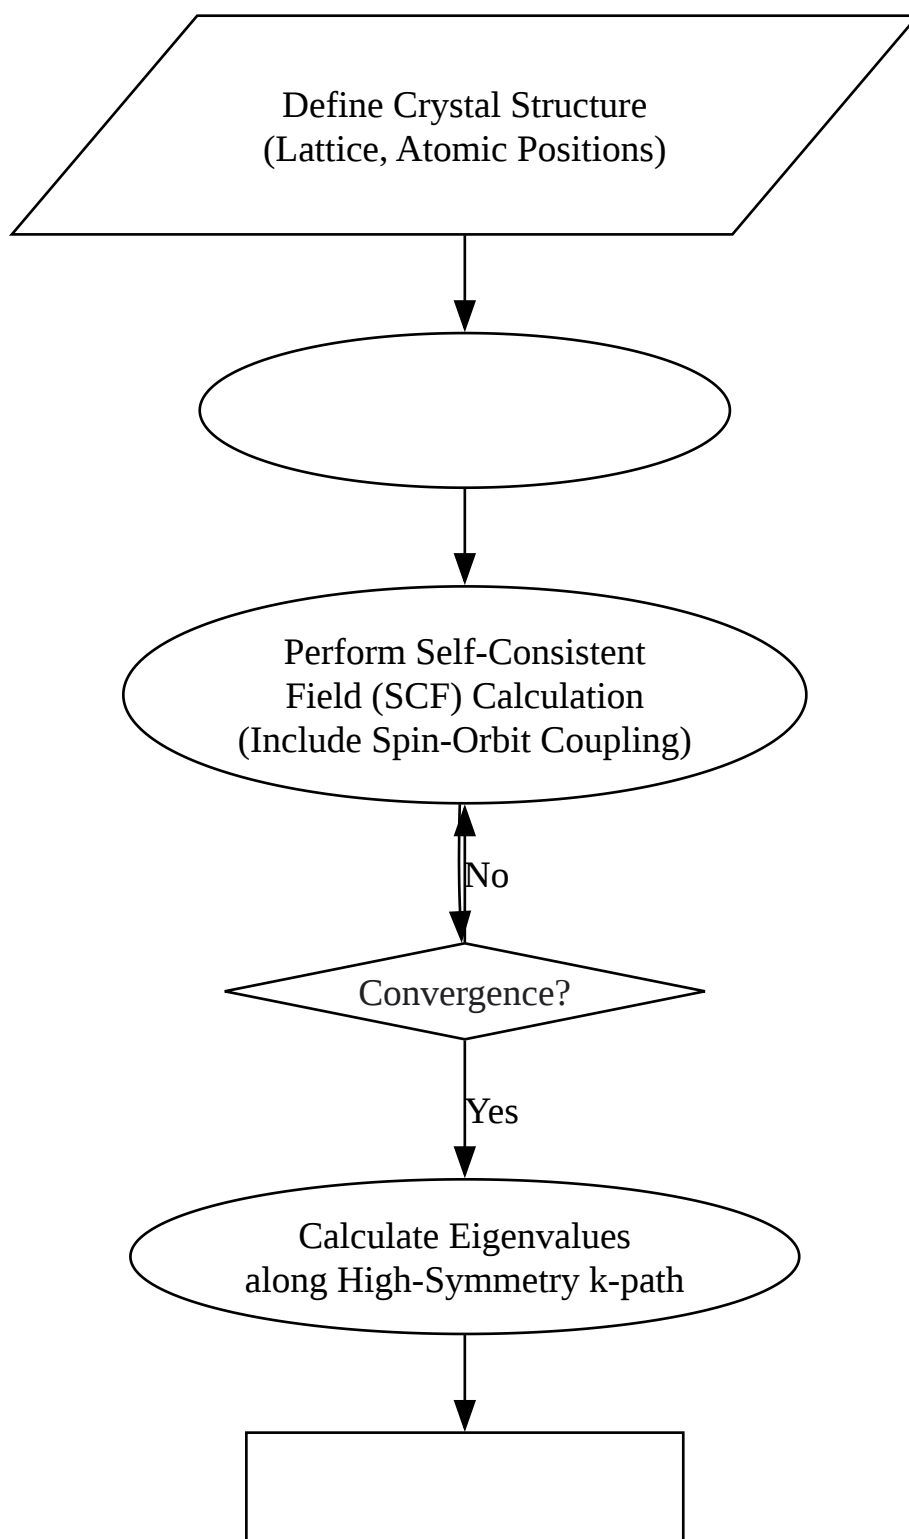 Define Crystal Structure
(Lattice, Atomic Positions)
Perform Self-Consistent
Field (SCF) Calculation
(Include Spin-Orbit Coupling)
No
Convergence?
Yes
Calculate Eigenvalues
along High-Symmetry k-path